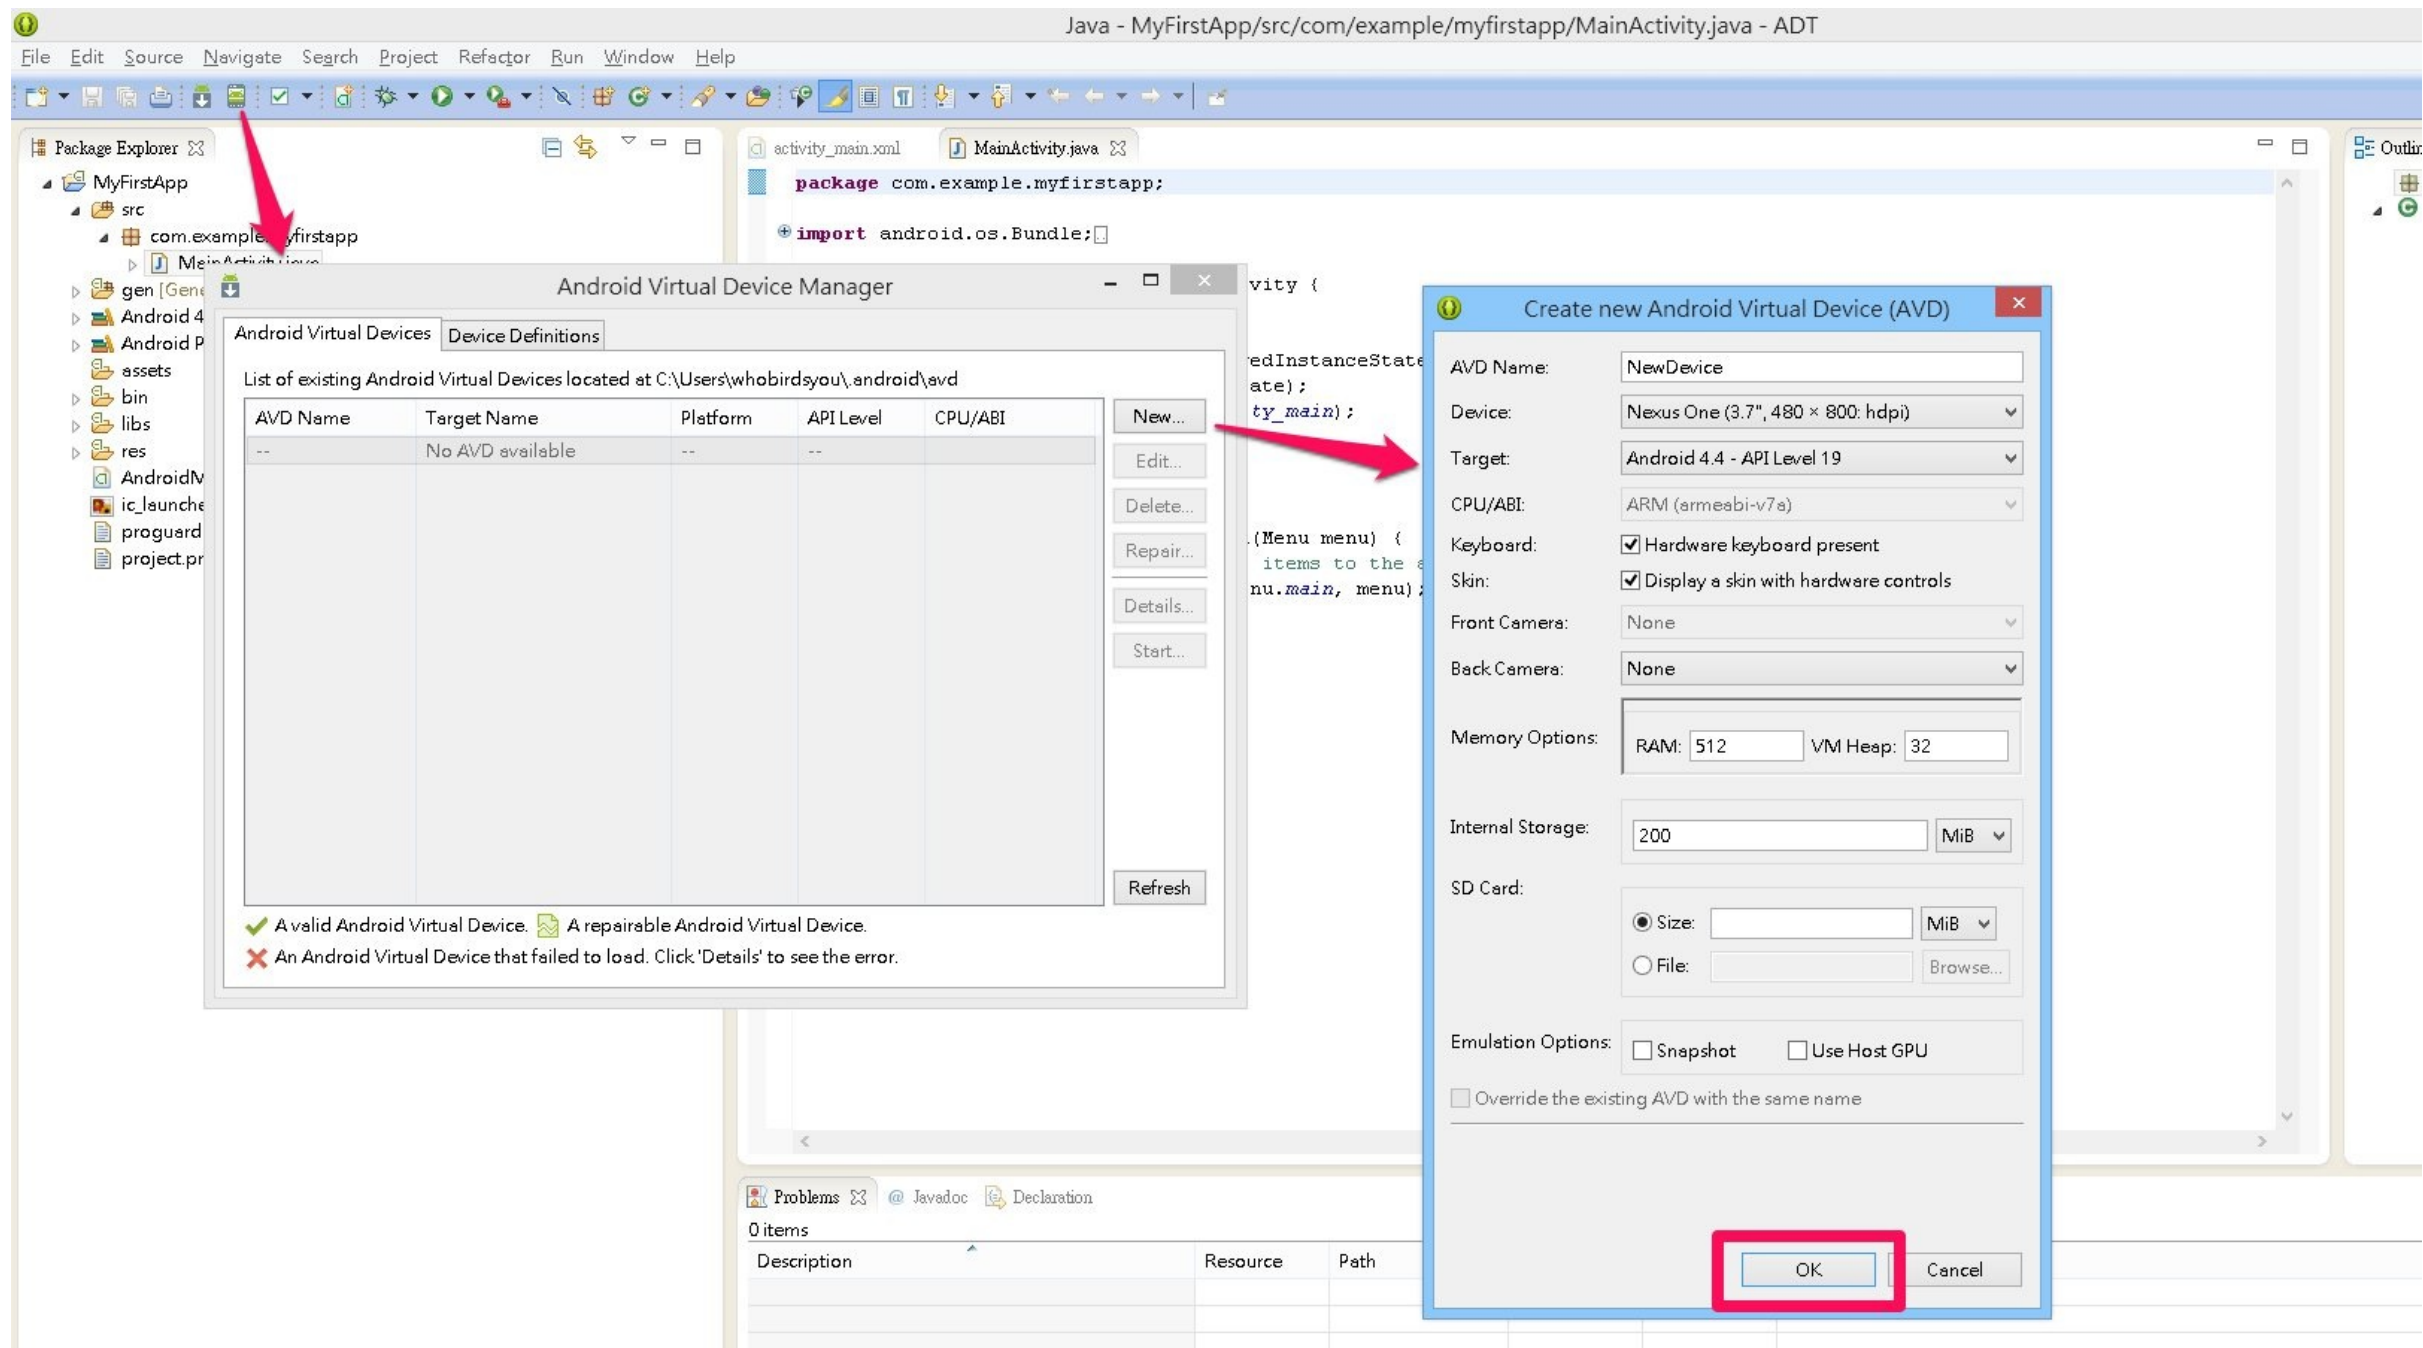 Java - MyFirstApp/src/com/example/myfirstapp/MainActivity.java - ADT
File Edit Source Navigate Search Project Refactor Run Window Help
Package Explorer
MyFirstApp
src
com.example.myfirstapp
MainActivity.java
gen [Gene
Android 4
Android P
assets
bin
libs
res
AndroidM
ic_launche
proguard
project.pr
activity_main.xml MainActivity.java
package com.example.myfirstapp;
import android.os.Bundle;
vity {
edInstanceState
ate);
ty_main);
(Menu menu) {
items to the a
nu.main, menu);
Outlin
Android Virtual Device Manager
Android Virtual Devices Device Definitions
List of existing Android Virtual Devices located at C:\Users\whobirdsyou\.android\avd
AVD Name Target Name Platform API Level CPU/ABI
-- No AVD available -- --
New...
Edit...
Delete...
Repair...
Details...
Start...
Refresh
A valid Android Virtual Device. A repairable Android Virtual Device.
An Android Virtual Device that failed to load. Click 'Details' to see the error.
Create new Android Virtual Device (AVD)
AVD Name: NewDevice
Device: Nexus One (3.7", 480 × 800: hdpi)
Target: Android 4.4 - API Level 19
CPU/ABI: ARM (armeabi-v7a)
Keyboard: Hardware keyboard present
Skin: Display a skin with hardware controls
Front Camera: None
Back Camera: None
Memory Options: RAM: 512 VM Heap: 32
Internal Storage: 200 MiB
SD Card:
Size: MiB
File: Browse...
Emulation Options: Snapshot Use Host GPU
Override the existing AVD with the same name
OK Cancel
Problems @ Javadoc Declaration
0 items
Description Resource Path